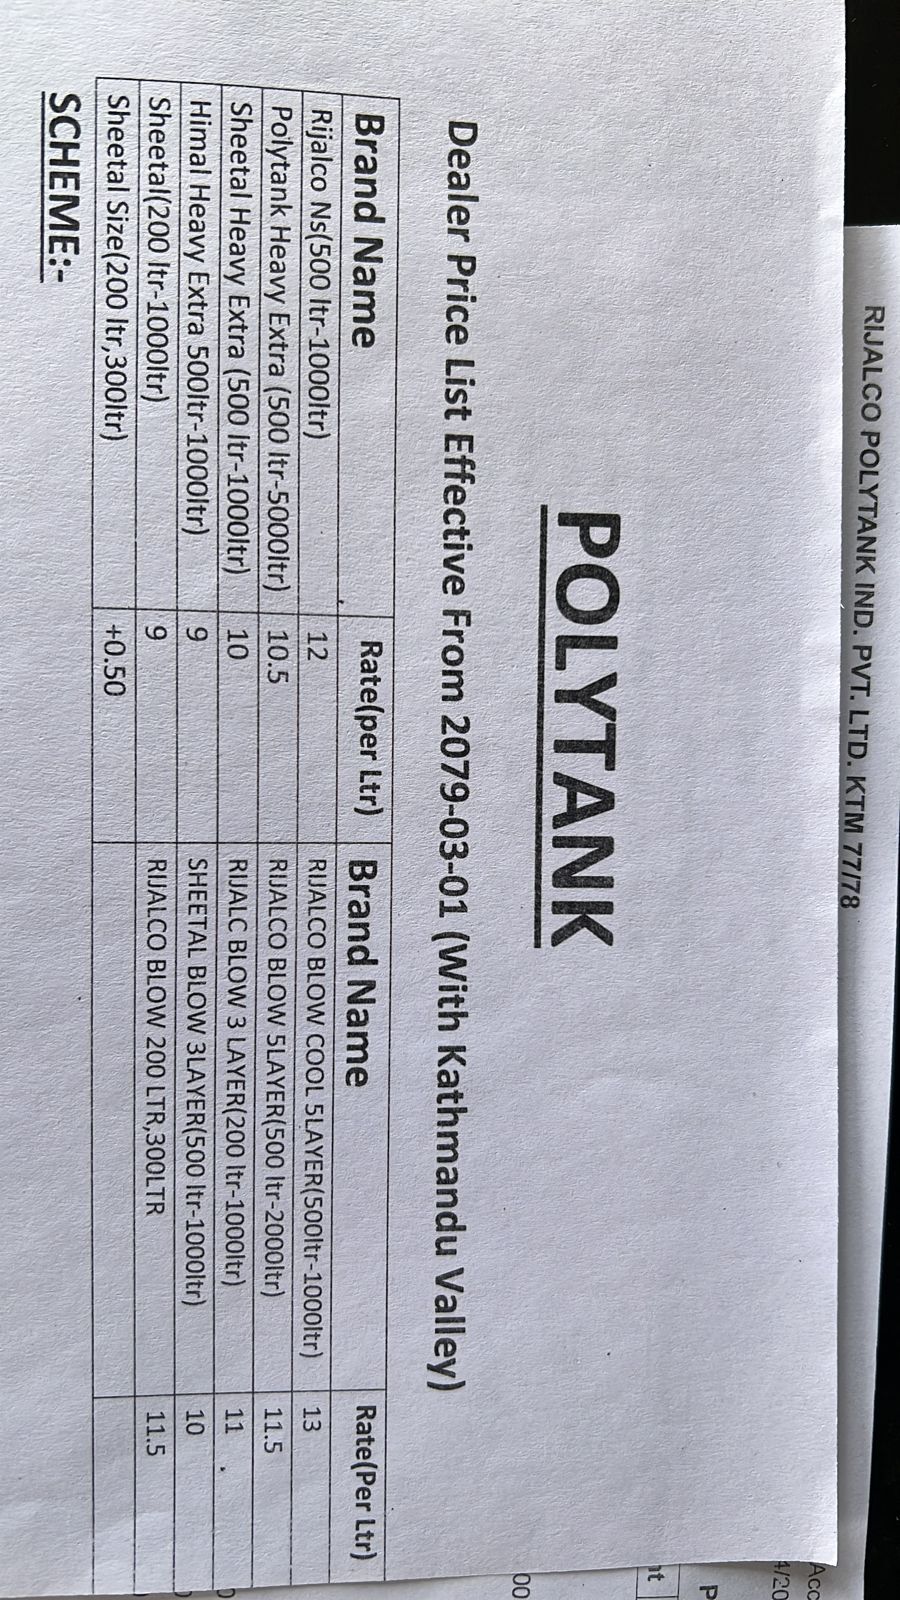 RIJALCO POLYTANK IND. PVT. LTD. KTM 77/78
POLYTANK
Dealer Price List Effective From 2079-03-01 (With Kathmandu Valley)
Brand Name Rate(per Ltr) Brand Name Rate(Per Ltr)
Rijalco Ns(500 ltr-1000ltr) 12 RIJALCO BLOW COOL 5LAYER(500ltr-1000ltr) 13
Polytank Heavy Extra (500 ltr-5000ltr) 10.5 RIJALCO BLOW 5LAYER(500 ltr-2000ltr) 11.5
Sheetal Heavy Extra (500 ltr-1000ltr) 10 RIJALC BLOW 3 LAYER(200 ltr-1000ltr) 11
Himal Heavy Extra 500ltr-1000ltr) 9 SHEETAL BLOW 3LAYER(500 ltr-1000ltr) 10
Sheetal(200 ltr-1000ltr) 9 RIJALCO BLOW 200 LTR,300LTR 11.5
Sheetal Size(200 ltr,300ltr) +0.50
SCHEME:-